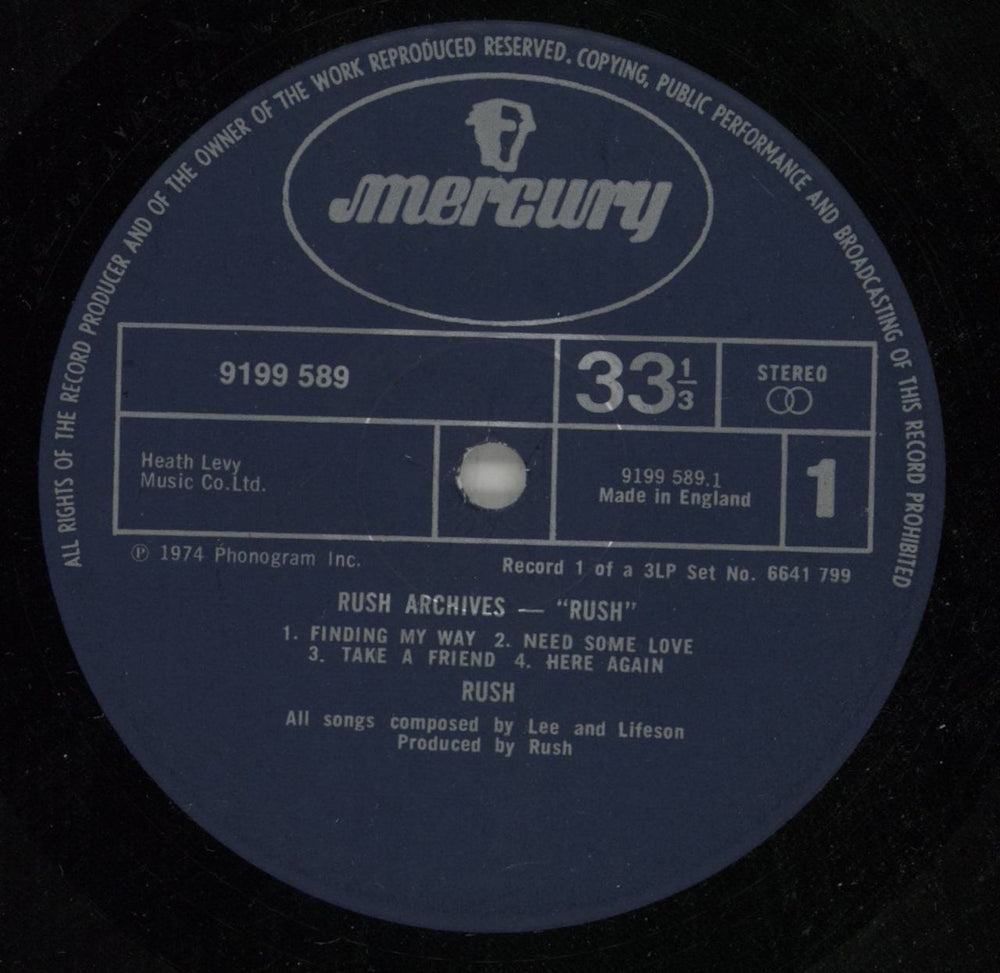 ALL RIGHTS OF THE RECORD PRODUCER AND OF THE OWNER OF THE WORK REPRODUCED RESERVED. COPYING, PUBLIC PERFORMANCE AND BROADCASTING OF THIS RECORD PROHIBITED
mercury
9199 589
33 1/3
STEREO
Heath Levy
Music Co.Ltd.
9199 589.1
Made in England
1
Ⓟ 1974 Phonogram Inc.
Record 1 of a 3LP Set No. 6641 799
RUSH ARCHIVES — “RUSH”
1. FINDING MY WAY 2. NEED SOME LOVE
3. TAKE A FRIEND 4. HERE AGAIN
RUSH
All songs composed by Lee and Lifeson
Produced by Rush